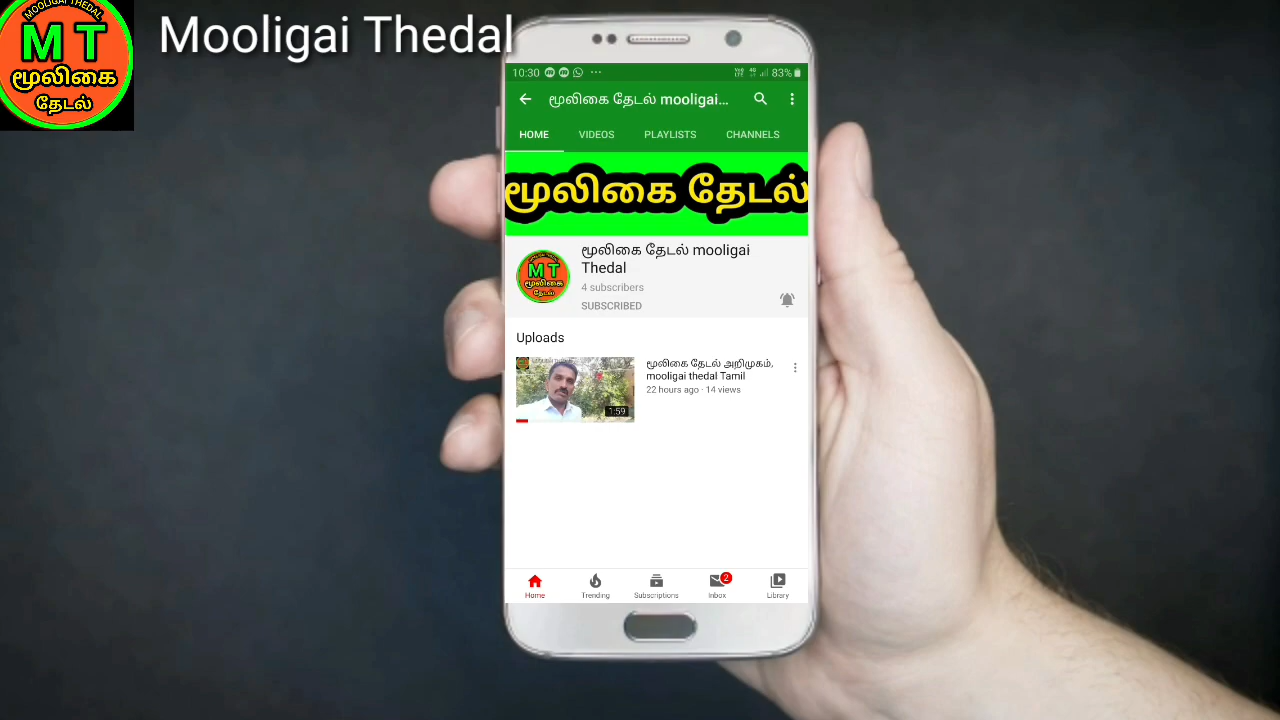 MOOLIGAI THEDAL
M T
மூலிகை
தேடல்
Mooligai Thedal
10:30
83%
மூலிகை தேடல் mooligai...
HOME VIDEOS PLAYLISTS CHANNELS
மூலிகை தேடல்
M T
மூலிகை
தேடல்
மூலிகை தேடல் mooligai
Thedal
4 subscribers
SUBSCRIBED
Uploads
மூலிகை தேடல் அறிமுகம்,
mooligai thedal Tamil
22 hours ago · 14 views
1:59
2
Home Trending Subscriptions Inbox Library